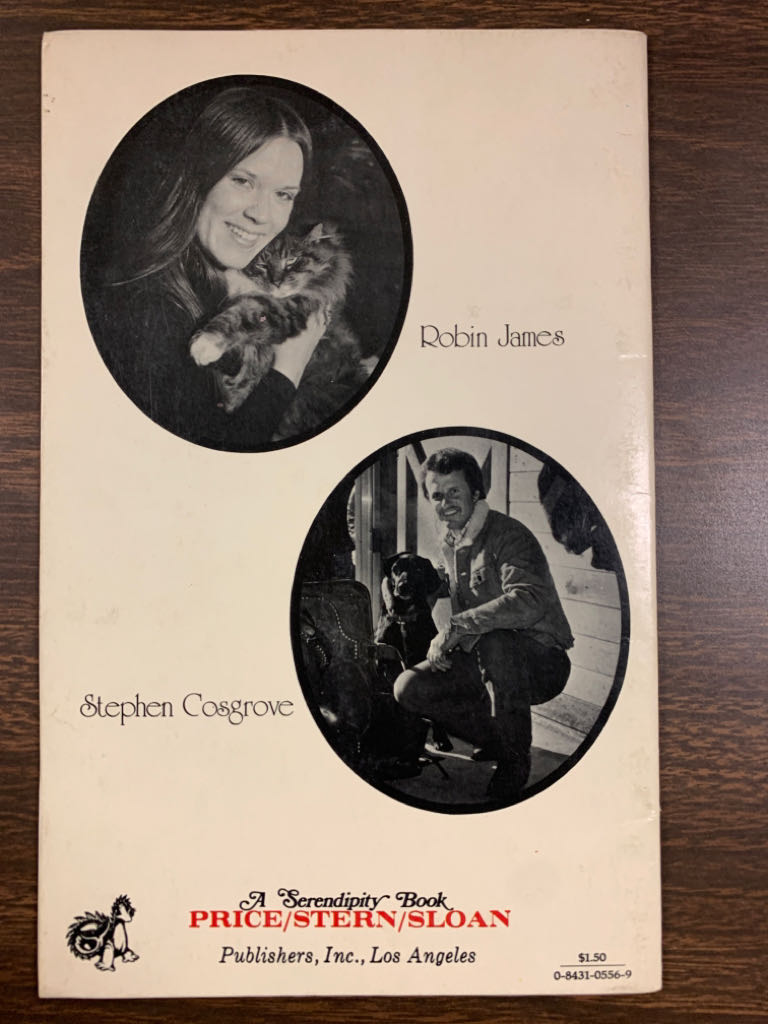 Robin James
Stephen Cosgrove
A Serendipity Book
PRICE/STERN/SLOAN
Publishers, Inc., Los Angeles
$1.50
0-8431-0556-9